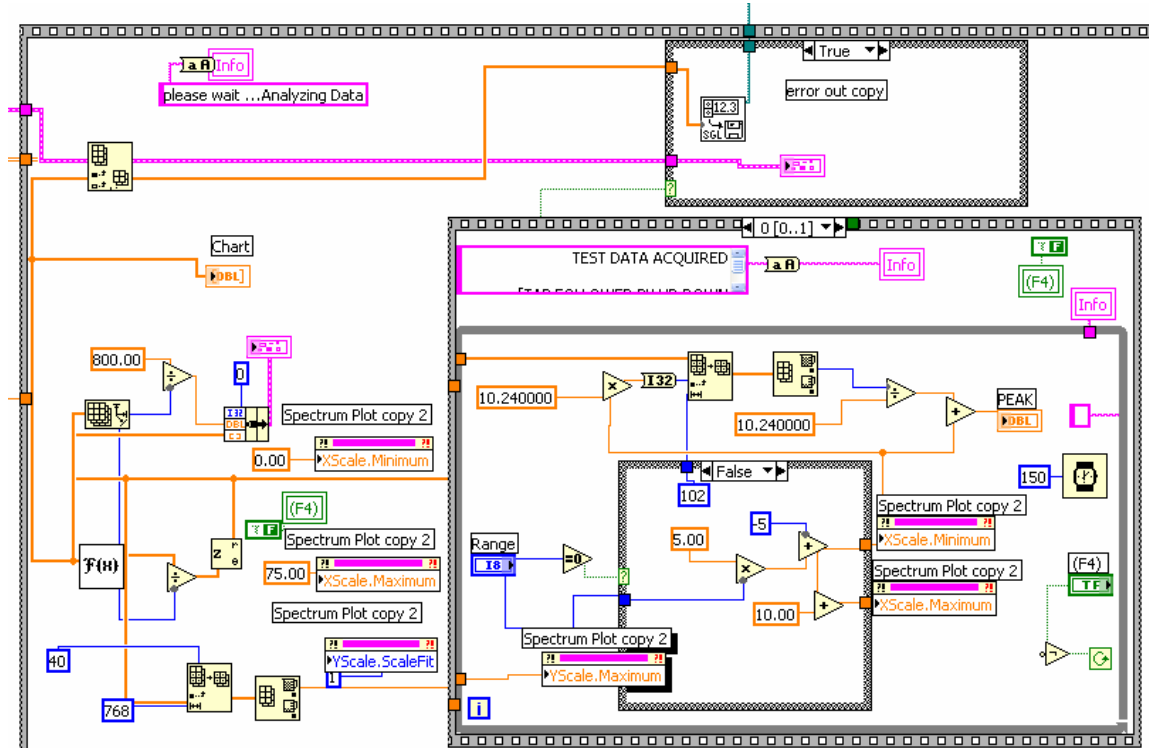 True
a A Info
please wait ...Analyzing Data
error out copy
12.3
SGL
0 [0..1]
Chart
DBL]
TEST DATA ACQUIRED
a A
Info
F
(F4)
Info
800.00
0
I32
DBL
Spectrum Plot copy 2
XScale.Minimum
0.00
10.240000
I32
10.240000
PEAK
DBL
False
102
150
(F4)
F
Spectrum Plot copy 2
XScale.Maximum
75.00
F(x)
z r
e
Range
I8
=0
5.00
-5
10.00
Spectrum Plot copy 2
XScale.Minimum
Spectrum Plot copy 2
XScale.Maximum
(F4)
TF
Spectrum Plot copy 2
YScale.ScaleFit
1
Spectrum Plot copy 2
YScale.Maximum
40
768
i